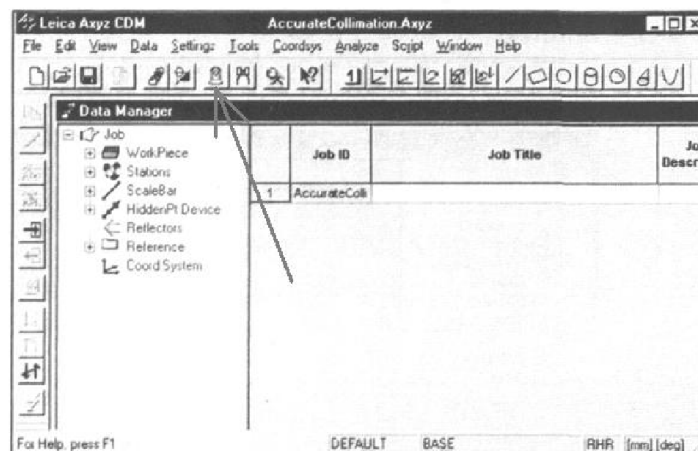 Leica Axyz CDM AccurateCollimation.Axyz
File Edit View Data Settings Tools Coordsys Analyze Script Window Help
Data Manager
Job
WorkPiece
Stations
ScaleBar
HiddenPt Device
Reflectors
Reference
Coord System
Job ID Job Title Jo
Descr
1 AccurateColli
For Help, press F1 DEFAULT BASE RHR [mm] [deg]